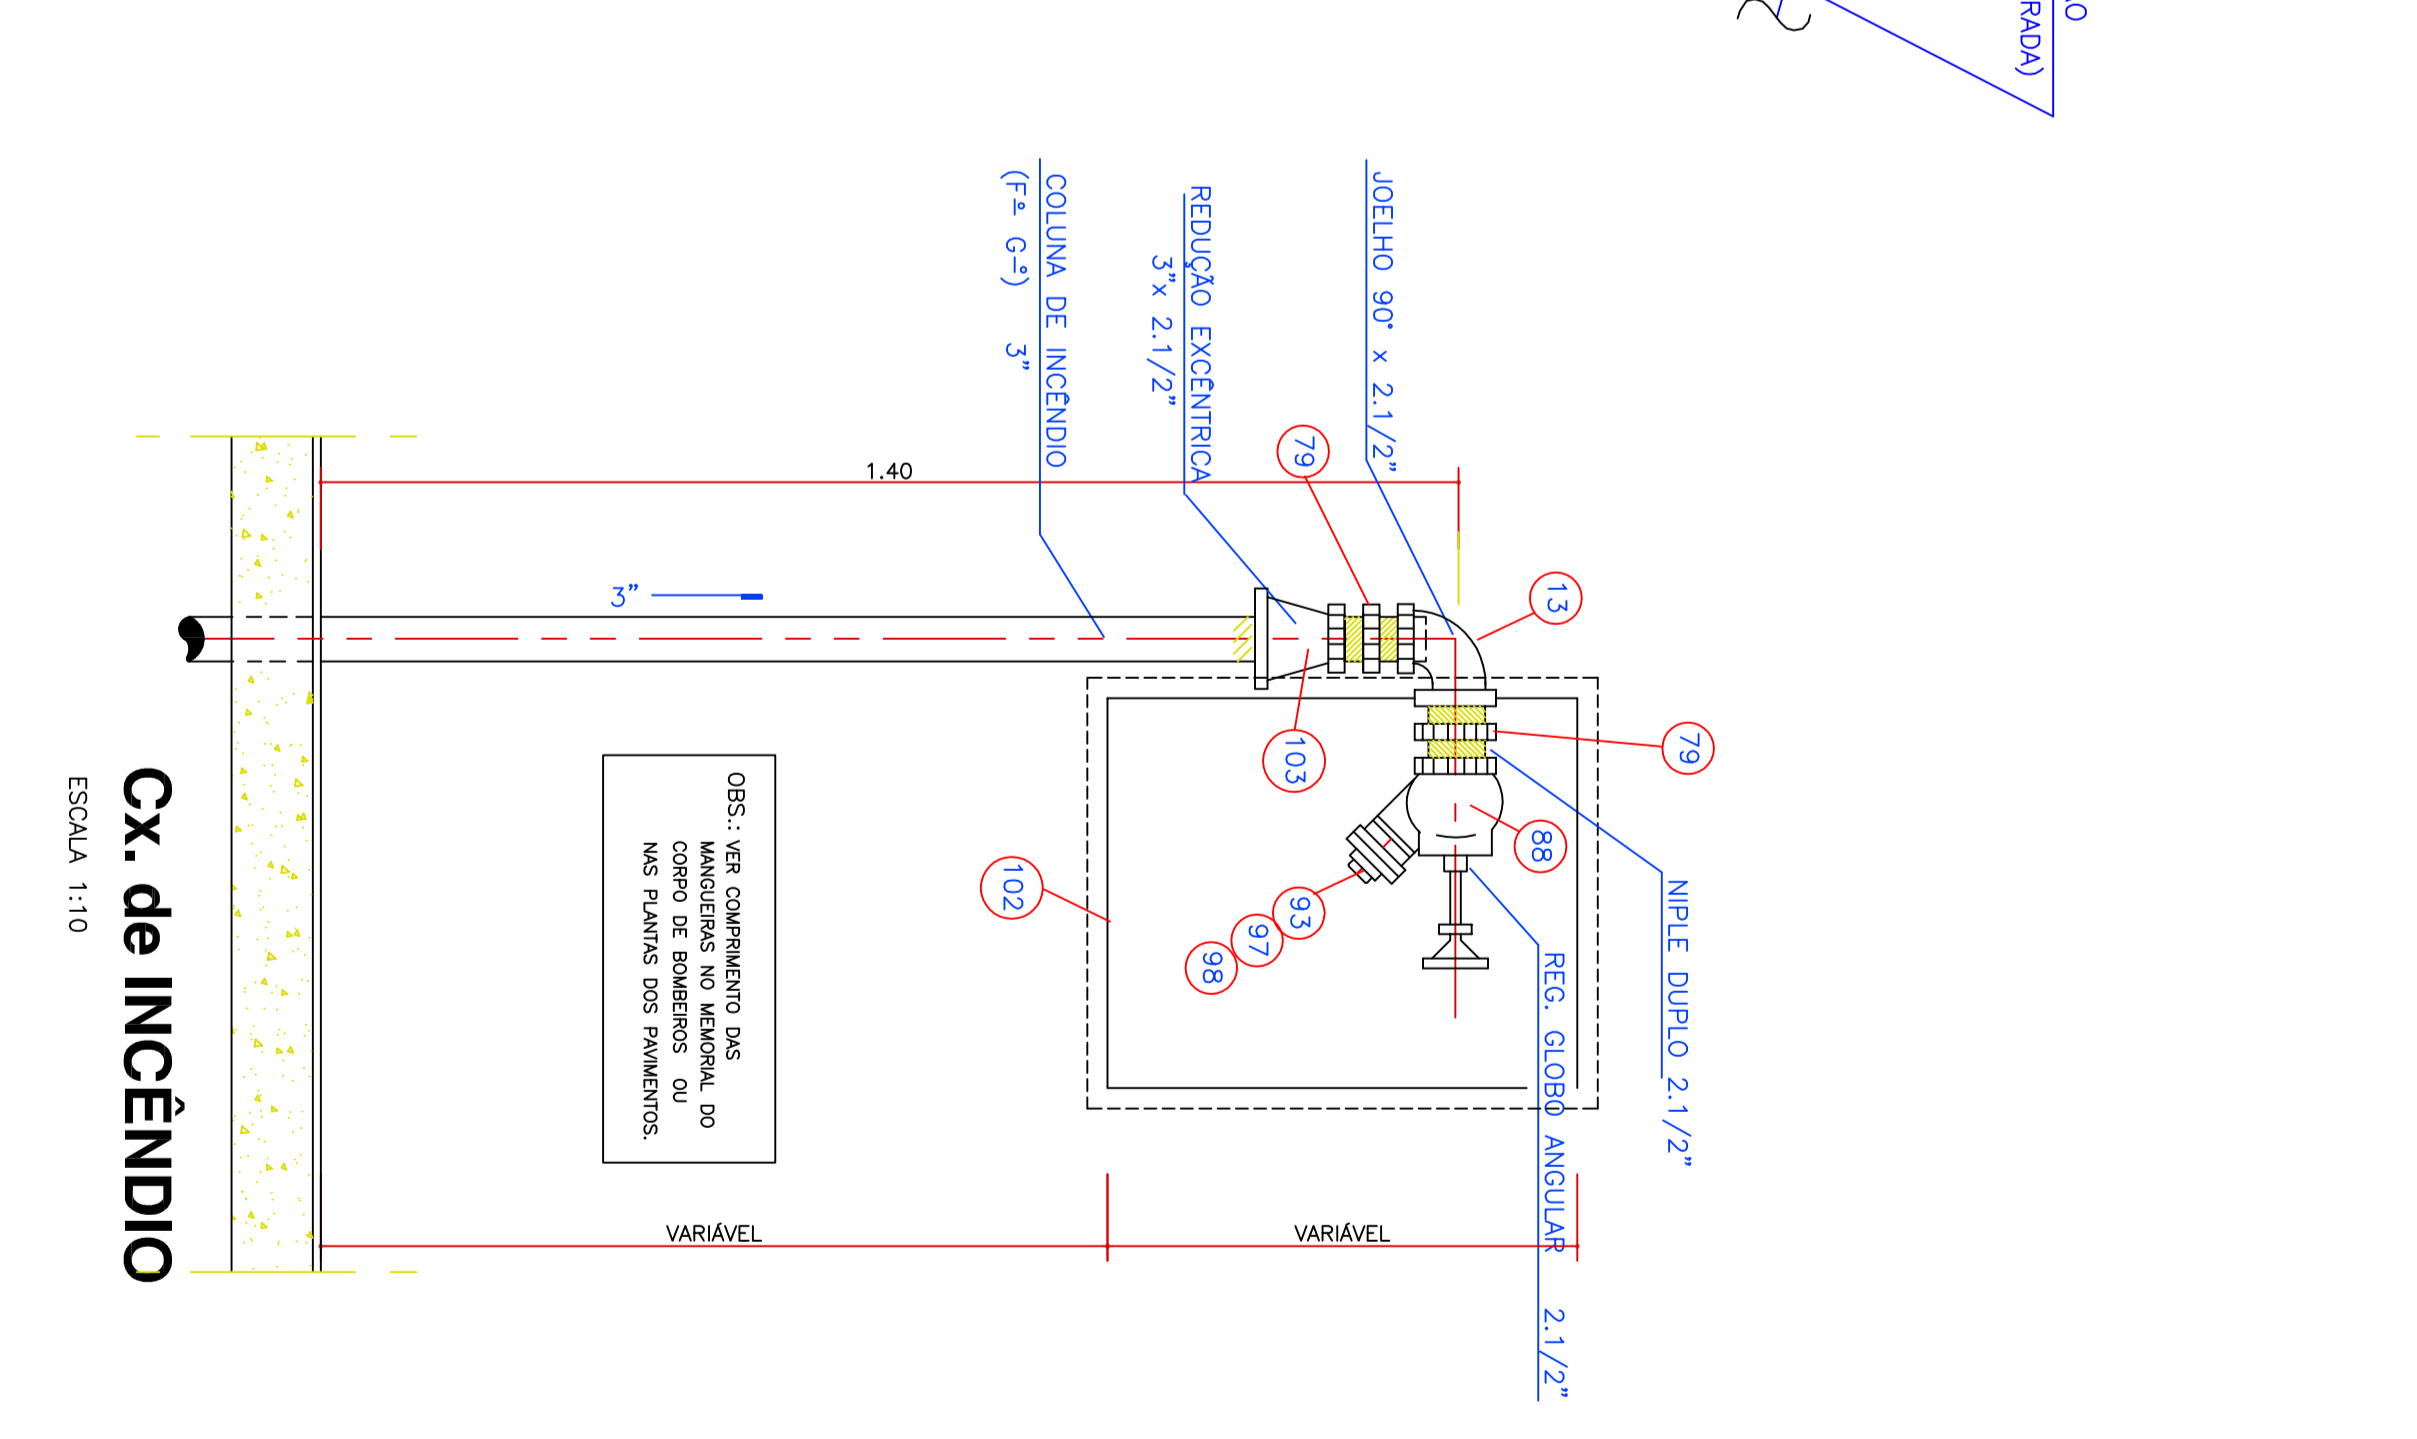 O
RADA)
JOELHO 90° x 2.1/2"
REDUÇÃO EXCÊNTRICA
3"x 2.1/2"
COLUNA DE INCÊNDIO
(Fº Gº) 3"
79
13
1.40
3"
79
103
88
102
93
97
98
NIPLE DUPLO 2.1/2"
REG. GLOBO ANGULAR 2.1/2"
OBS.: VER COMPRIMENTO DAS
MANGUEIRAS NO MEMORIAL DO
CORPO DE BOMBEIROS OU
NAS PLANTAS DOS PAVIMENTOS.
VARIÁVEL
VARIÁVEL
Cx. de INCÊNDIO
ESCALA 1:10